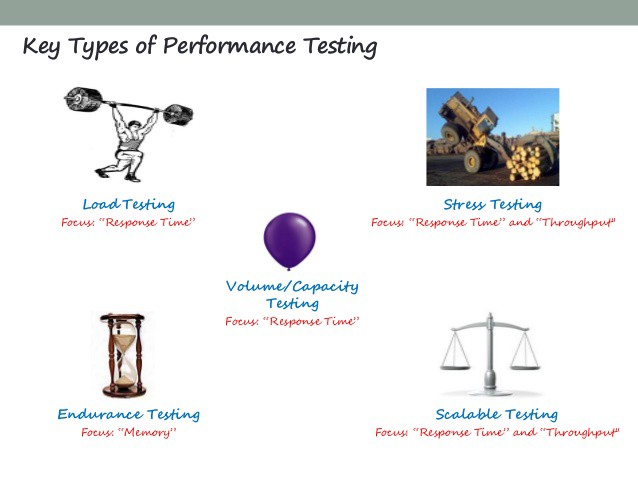 Key Types of Performance Testing
Load Testing
Focus: “Response Time”
Stress Testing
Focus: “Response Time” and “Throughput"
Volume/Capacity
Testing
Focus: “Response Time”
Endurance Testing
Focus: “Memory”
Scalable Testing
Focus: “Response Time” and “Throughput"